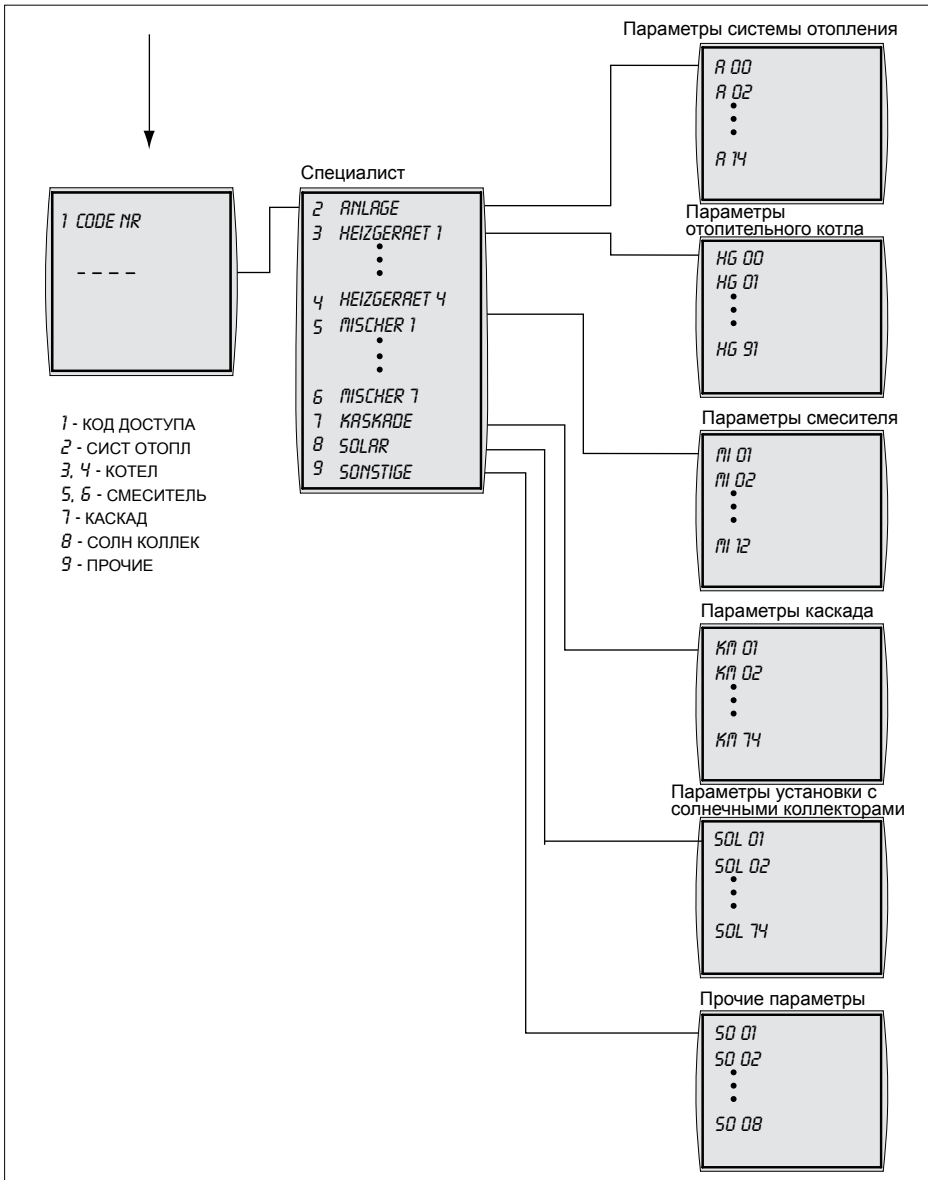 Параметры системы отопления
A 00
A 02
A 14
Специалист
1 CODE NR
– – – –
2 ANLAGE
3 HEIZGERAET 1
4 HEIZGERAET 4
5 MISCHER 1
6 MISCHER 7
7 KASKADE
8 SOLAR
9 SONSTIGE
1 - КОД ДОСТУПА
2 - СИСТ ОТОПЛ
3, 4 - КОТЕЛ
5, 6 - СМЕСИТЕЛЬ
7 - КАСКАД
8 - СОЛН КОЛЛЕК
9 - ПРОЧИЕ
Параметры
отопительного котла
HG 00
HG 01
HG 91
Параметры смесителя
MI 01
MI 02
MI 12
Параметры каскада
KM 01
KM 02
KM 74
Параметры установки с
солнечными коллекторами
SOL 01
SOL 02
SOL 74
Прочие параметры
SO 01
SO 02
SO 08